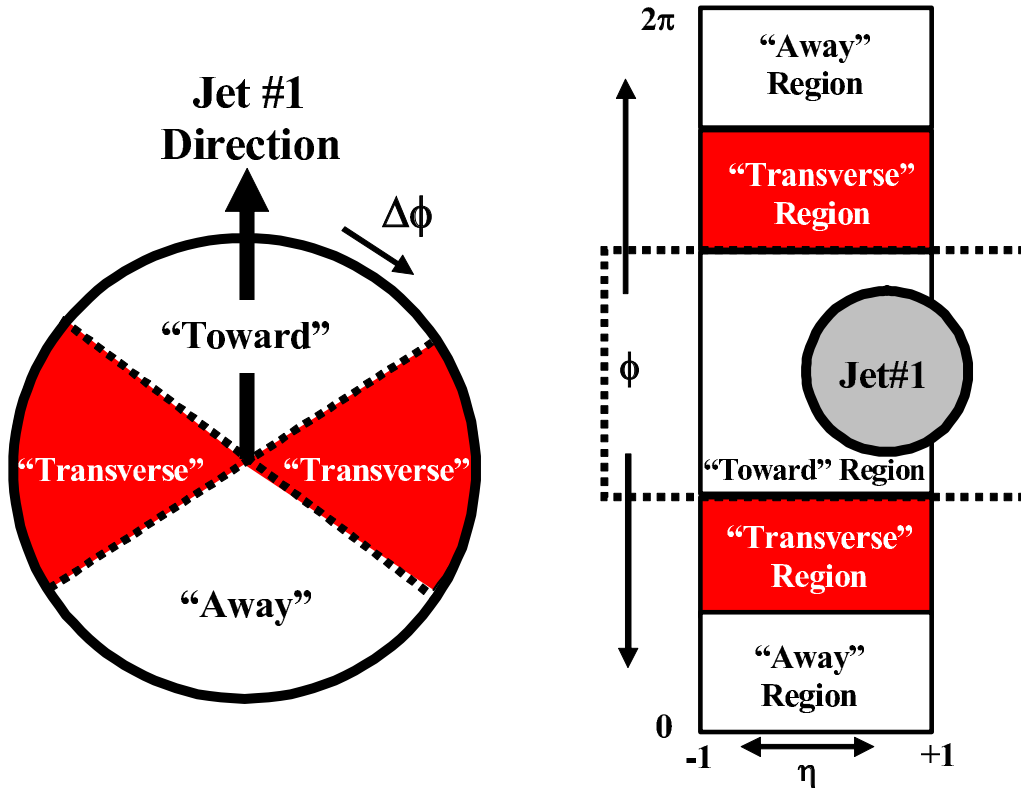 Jet #1
Direction
Δϕ
“Toward”
“Transverse”
“Transverse”
“Away”
2π
“Away”
Region
“Transverse”
Region
ϕ
Jet#1
“Toward” Region
“Transverse”
Region
“Away”
Region
0
-1
+1
η